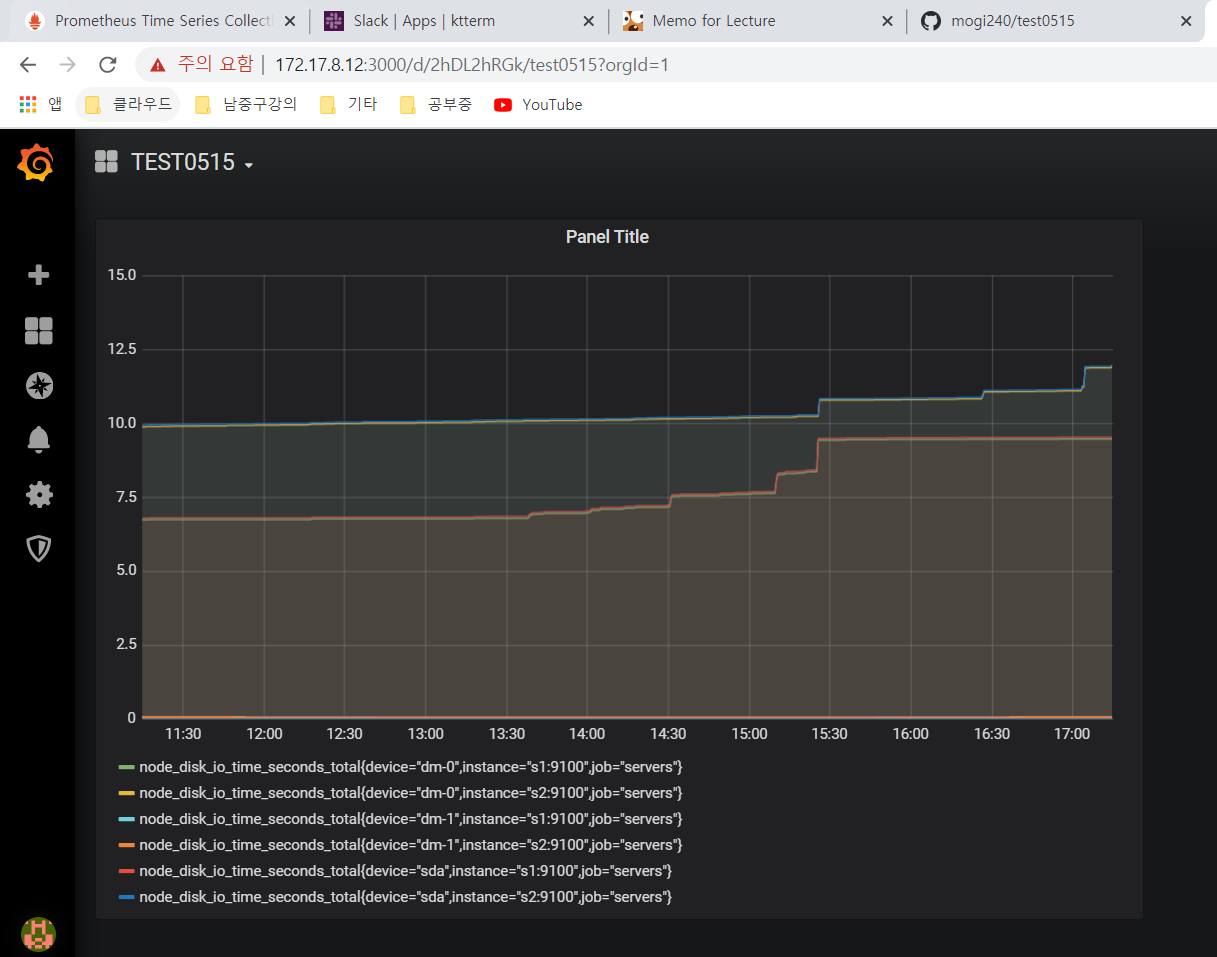 Prometheus Time Series Collecti
Slack | Apps | ktterm
Memo for Lecture
mogi240/test0515
주의 요함 | 172.17.8.12:3000/d/2hDL2hRGk/test0515?orgId=1
앱 클라우드 남중구강의 기타 공부중 YouTube
TEST0515
Panel Title
15.0
12.5
10.0
7.5
5.0
2.5
0
11:30 12:00 12:30 13:00 13:30 14:00 14:30 15:00 15:30 16:00 16:30 17:00
node_disk_io_time_seconds_total{device="dm-0",instance="s1:9100",job="servers"}
node_disk_io_time_seconds_total{device="dm-0",instance="s2:9100",job="servers"}
node_disk_io_time_seconds_total{device="dm-1",instance="s1:9100",job="servers"}
node_disk_io_time_seconds_total{device="dm-1",instance="s2:9100",job="servers"}
node_disk_io_time_seconds_total{device="sda",instance="s1:9100",job="servers"}
node_disk_io_time_seconds_total{device="sda",instance="s2:9100",job="servers"}